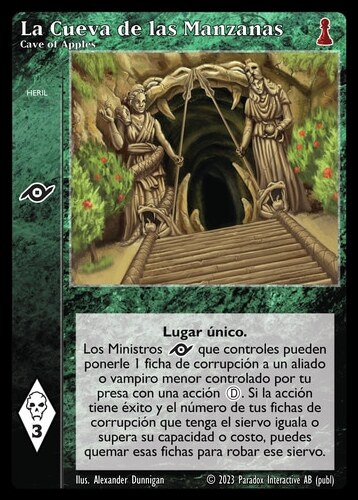 La Cueva de las Manzanas
Cave of Apples
HERIL
Lugar único.
Los Ministros que controles pueden
ponerle 1 ficha de corrupción a un aliado
o vampiro menor controlado por tu
presa con una acción Ⓓ. Si la acción
tiene éxito y el número de tus fichas de
corrupción que tenga el siervo iguala o
supera su capacidad o costo, puedes
quemar esas fichas para robar ese siervo.
3
Ilus. Alexander Dunnigan © 2023 Paradox Interactive AB (publ)